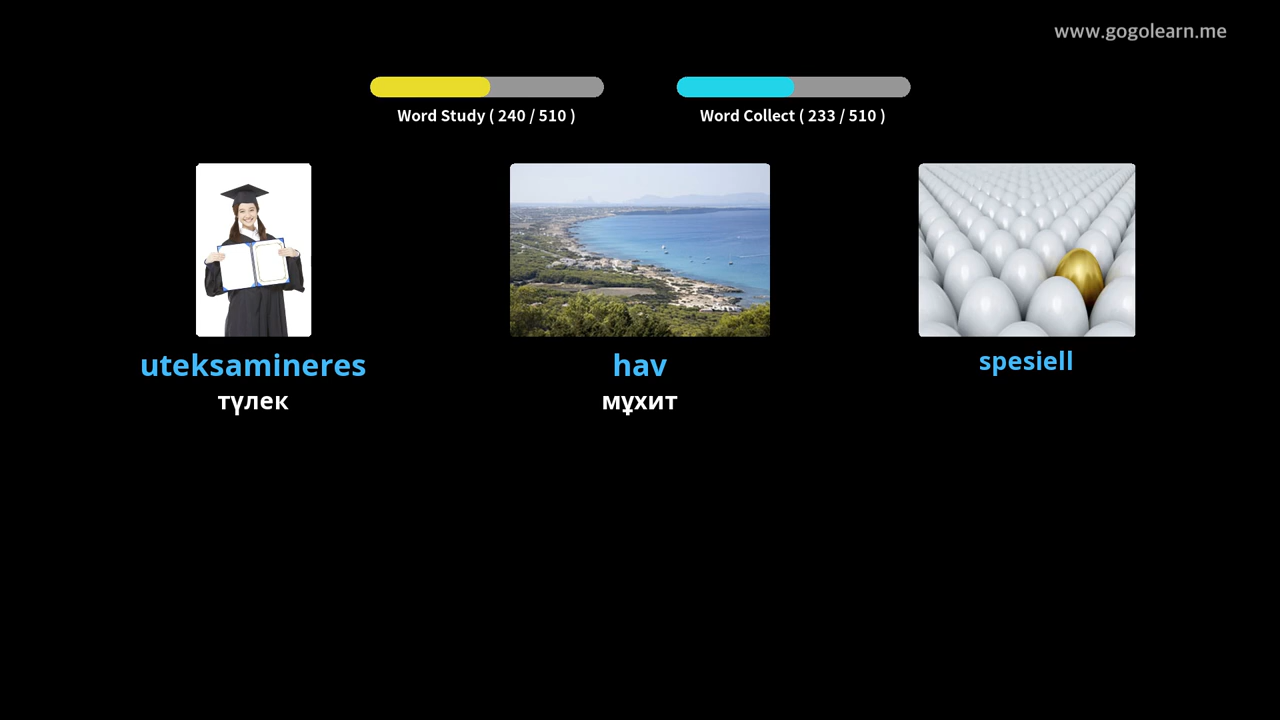 www.gogolearn.me
Word Study ( 240 / 510 )
Word Collect ( 233 / 510 )
uteksamineres
түлек
hav
мұхит
spesiell